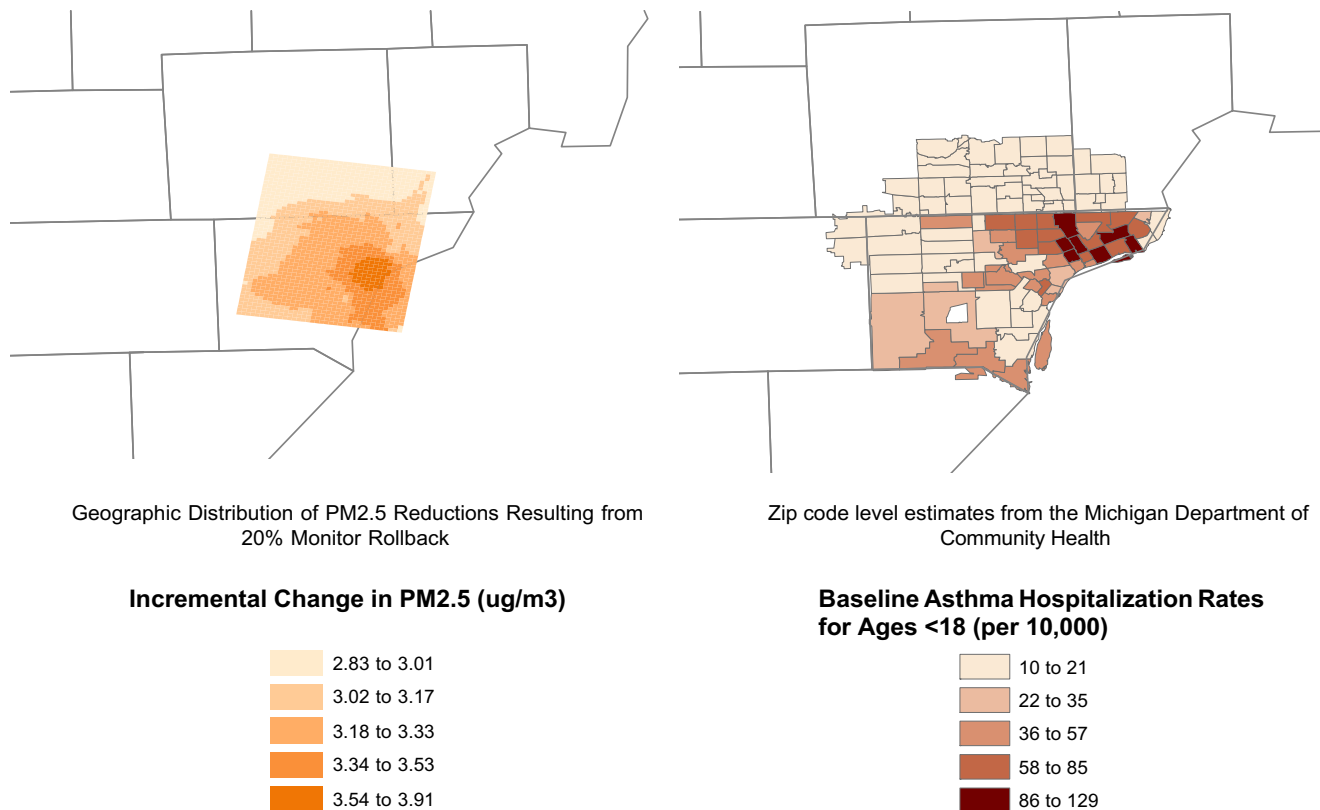 Geographic Distribution of PM2.5 Reductions Resulting from
20% Monitor Rollback
Incremental Change in PM2.5 (ug/m3)
2.83 to 3.01
3.02 to 3.17
3.18 to 3.33
3.34 to 3.53
3.54 to 3.91
Zip code level estimates from the Michigan Department of
Community Health
Baseline Asthma Hospitalization Rates
for Ages <18 (per 10,000)
10 to 21
22 to 35
36 to 57
58 to 85
86 to 129